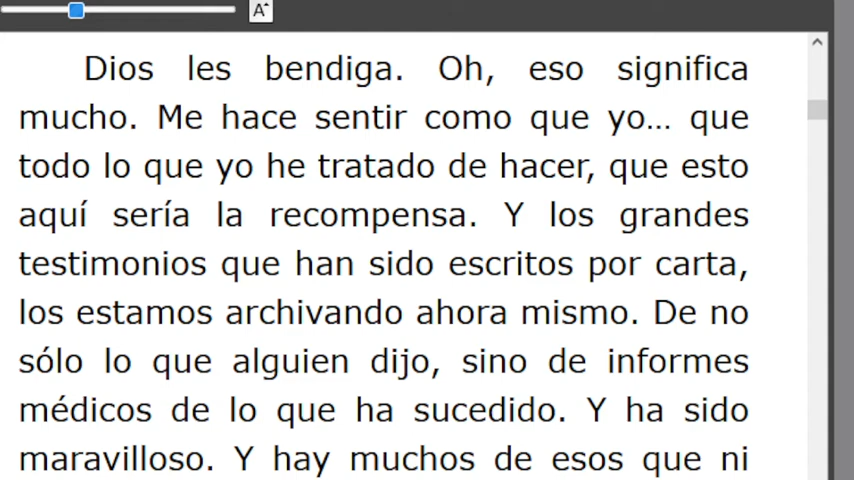 A
Dios les bendiga. Oh, eso significa
mucho. Me hace sentir como que yo... que
todo lo que yo he tratado de hacer, que esto
aquí sería la recompensa. Y los grandes
testimonios que han sido escritos por carta,
los estamos archivando ahora mismo. De no
sólo lo que alguien dijo, sino de informes
médicos de lo que ha sucedido. Y ha sido
maravilloso. Y hay muchos de esos que ni